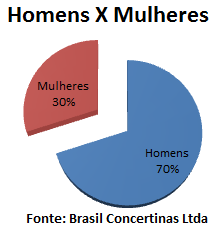 Homens X Mulheres
Mulheres
30%
Homens
70%
Fonte: Brasil Concertinas Ltda